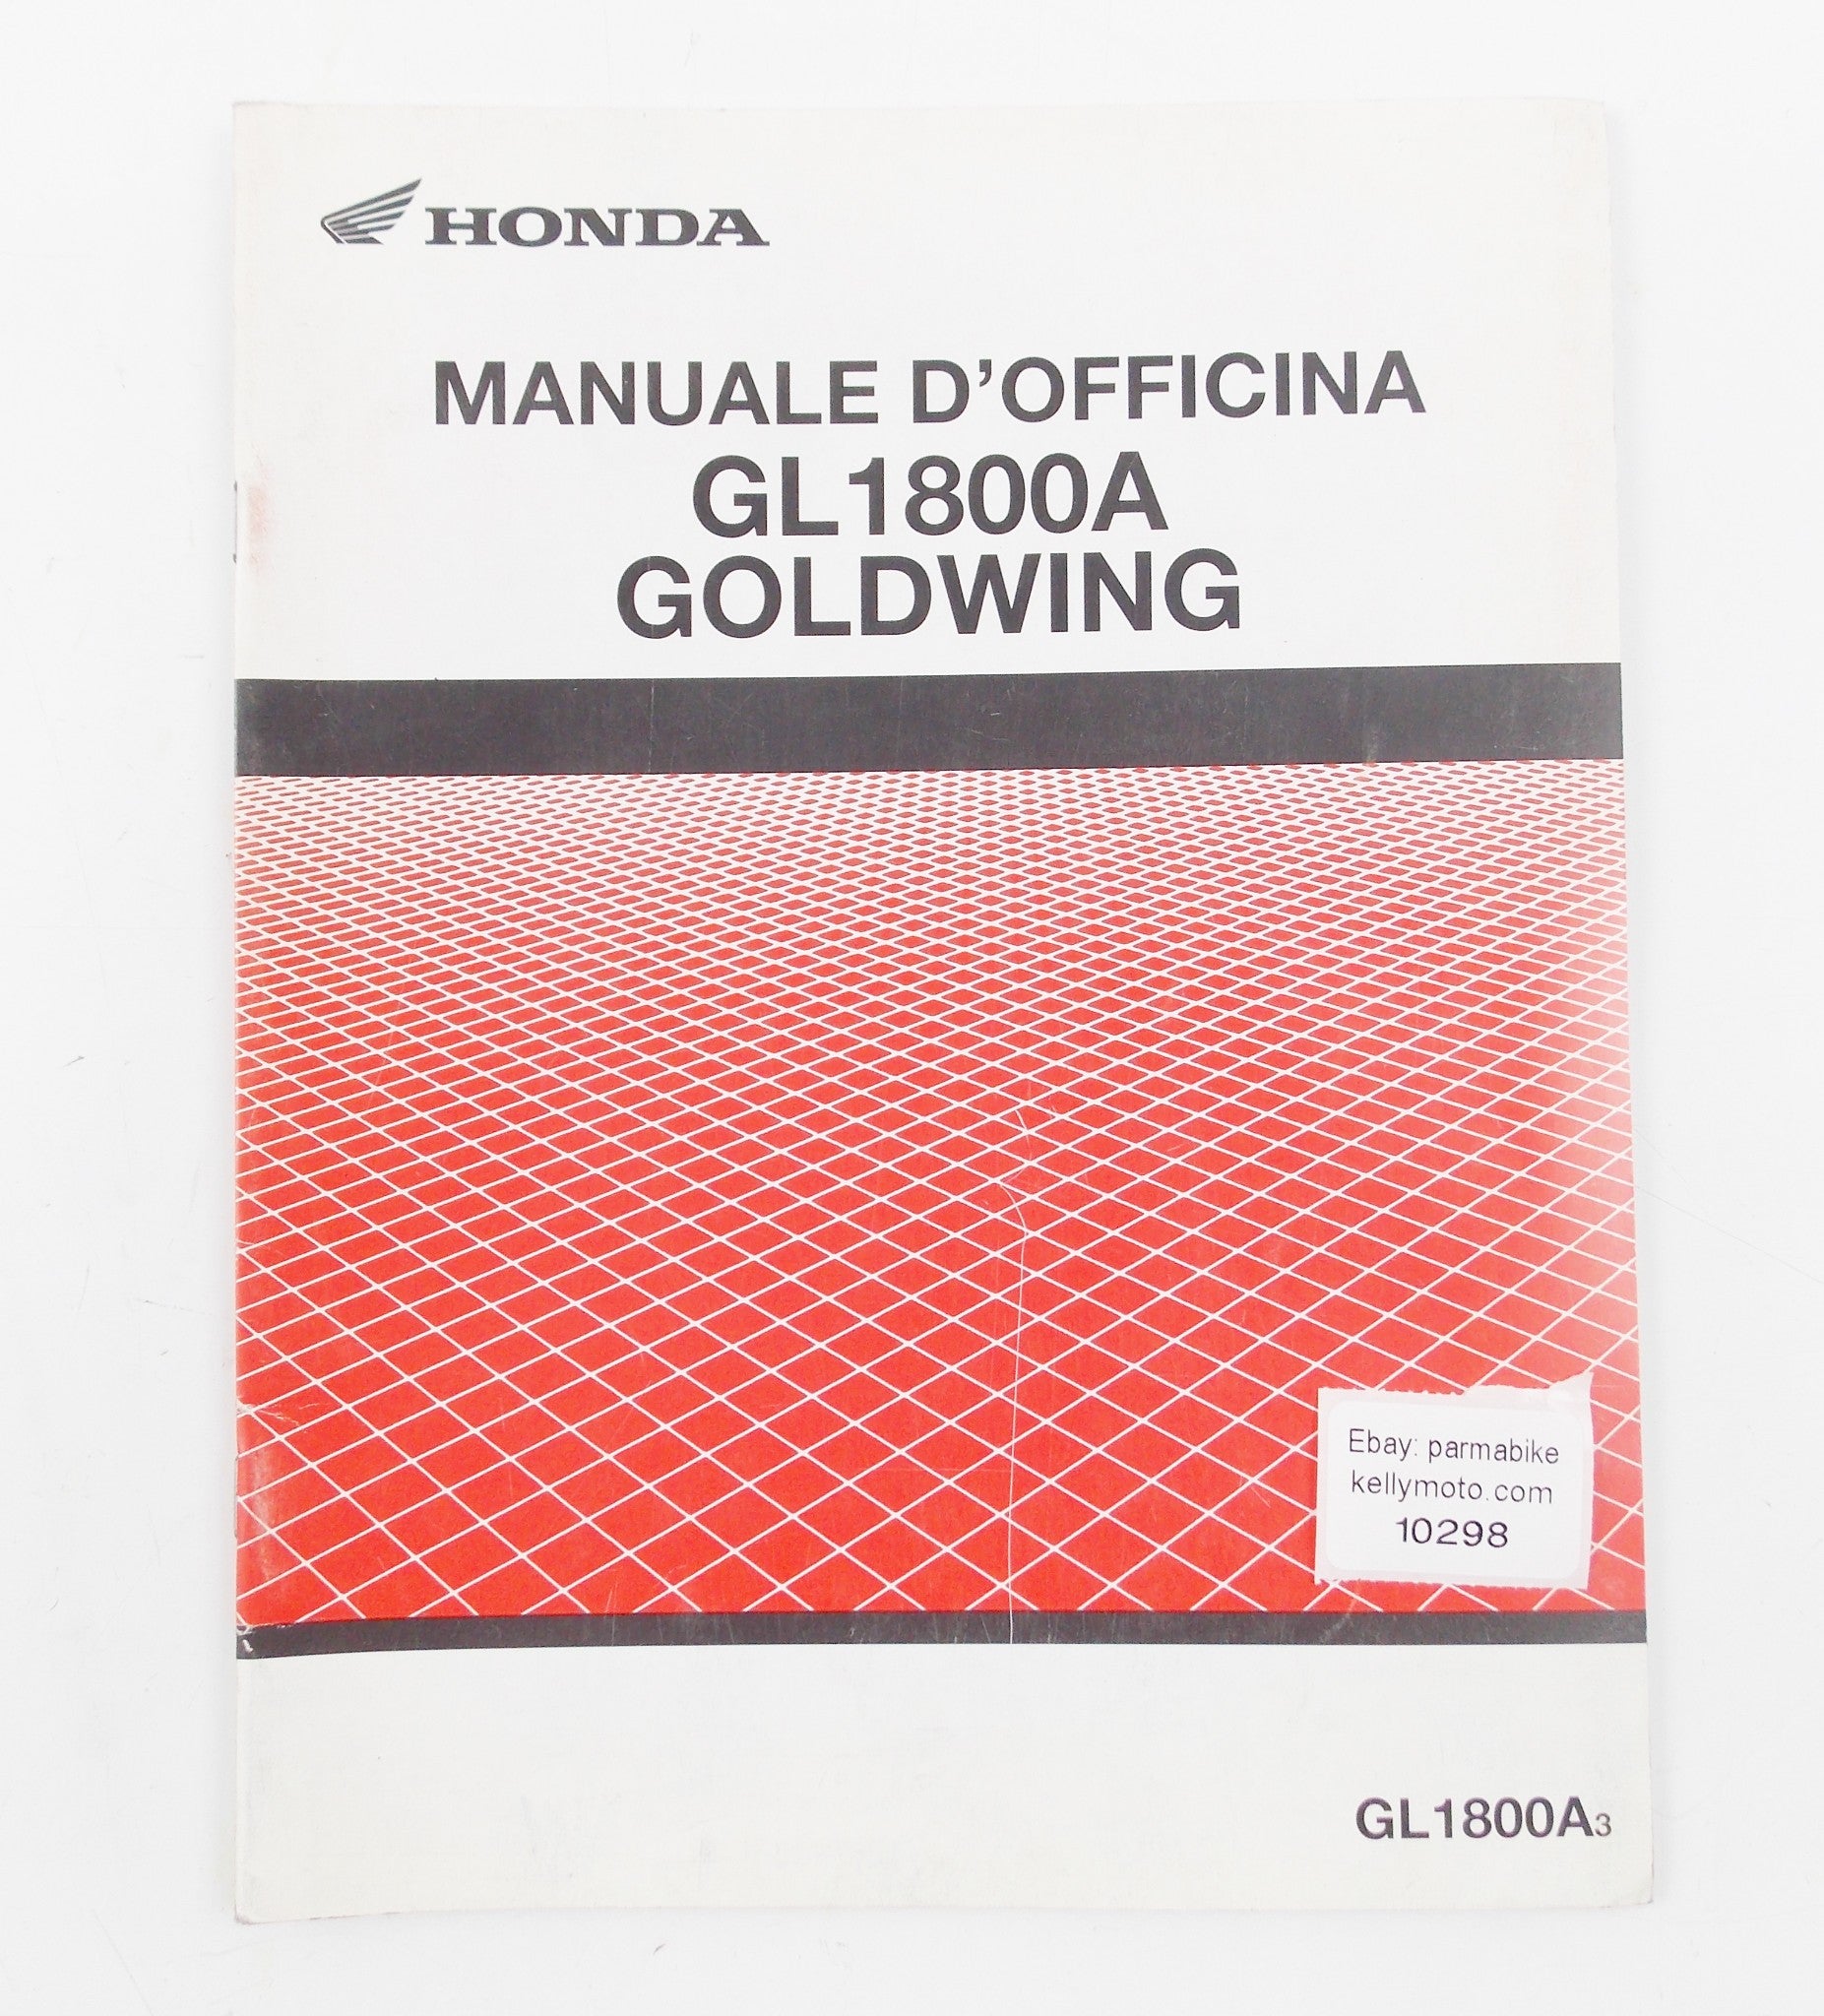 HONDA
MANUALE D'OFFICINA
GL1800A
GOLDWING
Ebay: parmabike
kellymoto.com
10298
GL1800A3